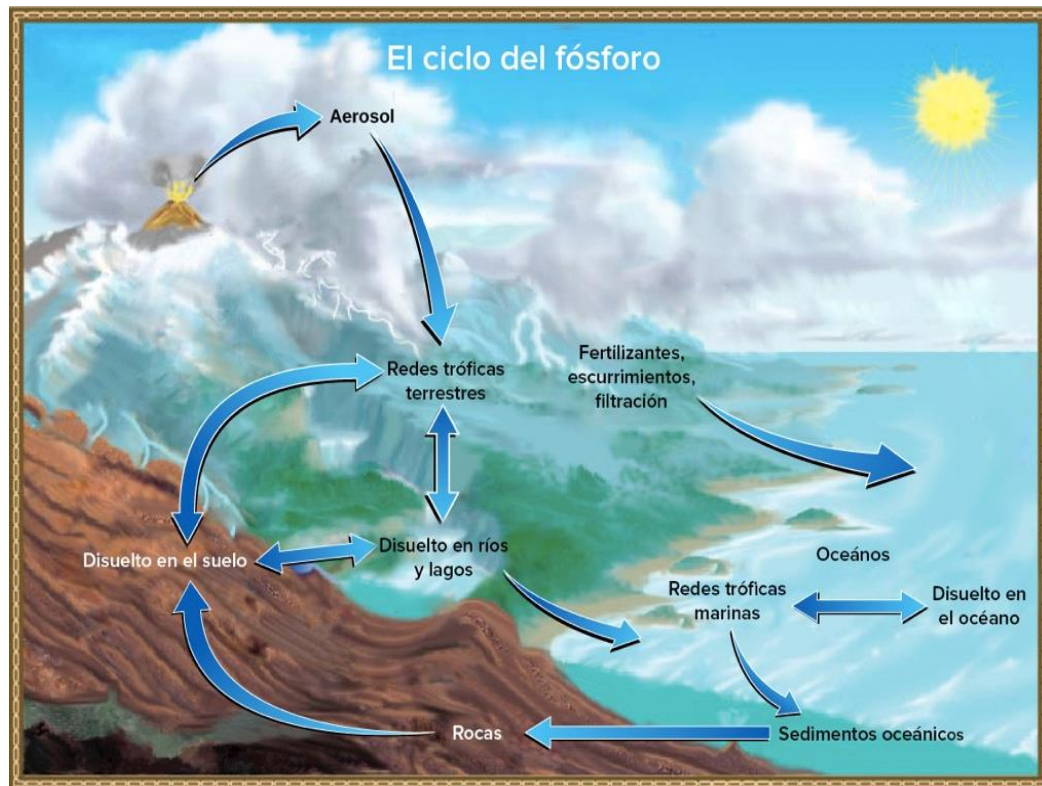 El ciclo del fósforo
Aerosol
Redes tróficas
terrestres
Fertilizantes,
escurrimientos,
filtración
Disuelto en el suelo
Disuelto en ríos
y lagos
Oceános
Redes tróficas
marinas
Disuelto en
el océano
Rocas
Sedimentos oceánicos